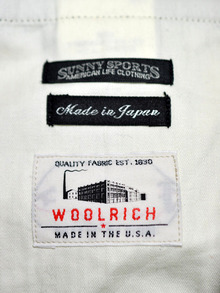 SUNNY SPORTS
AMERICAN LIFE CLOTHING
Made in Japan
QUALITY FABRIC EST. 1830
WOOLRICH
MADE IN THE U.S.A.